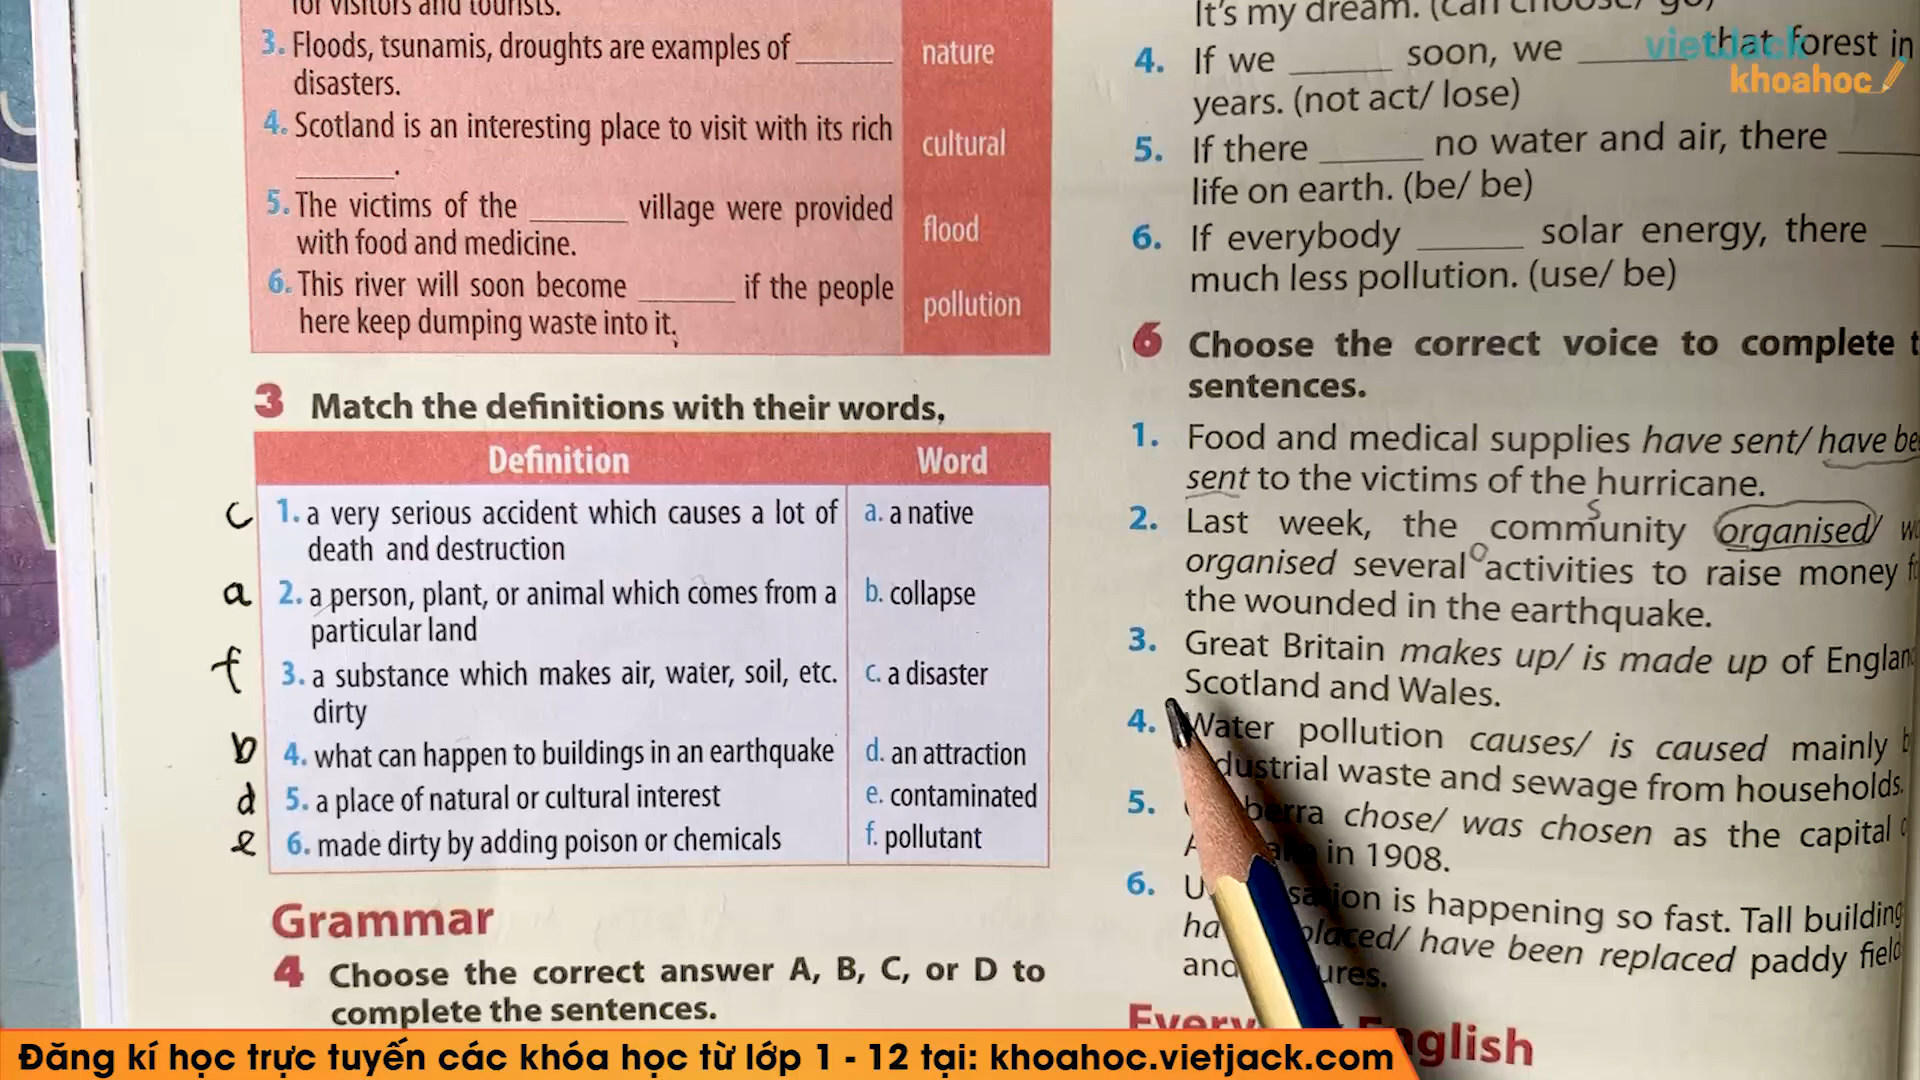 for visitors and tourists.
3. Floods, tsunamis, droughts are examples of ______ nature
disasters.
4. Scotland is an interesting place to visit with its rich cultural
______.
5. The victims of the ______ village were provided flood
with food and medicine.
6. This river will soon become ______ if the people pollution
here keep dumping waste into it.
3 Match the definitions with their words.
Definition Word
c 1. a very serious accident which causes a lot of a. a native
death and destruction
a 2. a person, plant, or animal which comes from a b. collapse
particular land
f 3. a substance which makes air, water, soil, etc. c. a disaster
dirty
b 4. what can happen to buildings in an earthquake d. an attraction
d 5. a place of natural or cultural interest e. contaminated
e 6. made dirty by adding poison or chemicals f. pollutant
Grammar
4 Choose the correct answer A, B, C, or D to
complete the sentences.
It's my dream. (can choose/ go)
4. If we ______ soon, we ______ that forest in
years. (not act/ lose)
5. If there ______ no water and air, there ______
life on earth. (be/ be)
6. If everybody ______ solar energy, there ______
much less pollution. (use/ be)
6 Choose the correct voice to complete
sentences.
1. Food and medical supplies have sent/ have
sent to the victims of the hurricane.
S
2. Last week, the community organised/
O
organised several activities to raise money
the wounded in the earthquake.
3. Great Britain makes up/ is made up of
Scotland and Wales.
4. Water pollution causes/ is caused mainly
waste and sewage from households.
5. chose/ was chosen as the capital
in 1908.
6. is happening so fast. Tall
have been replaced paddy
and
English
vietjack
khoahoc
Đăng kí học trực tuyến các khóa học từ lớp 1 - 12 tại: khoahoc.vietjack.com